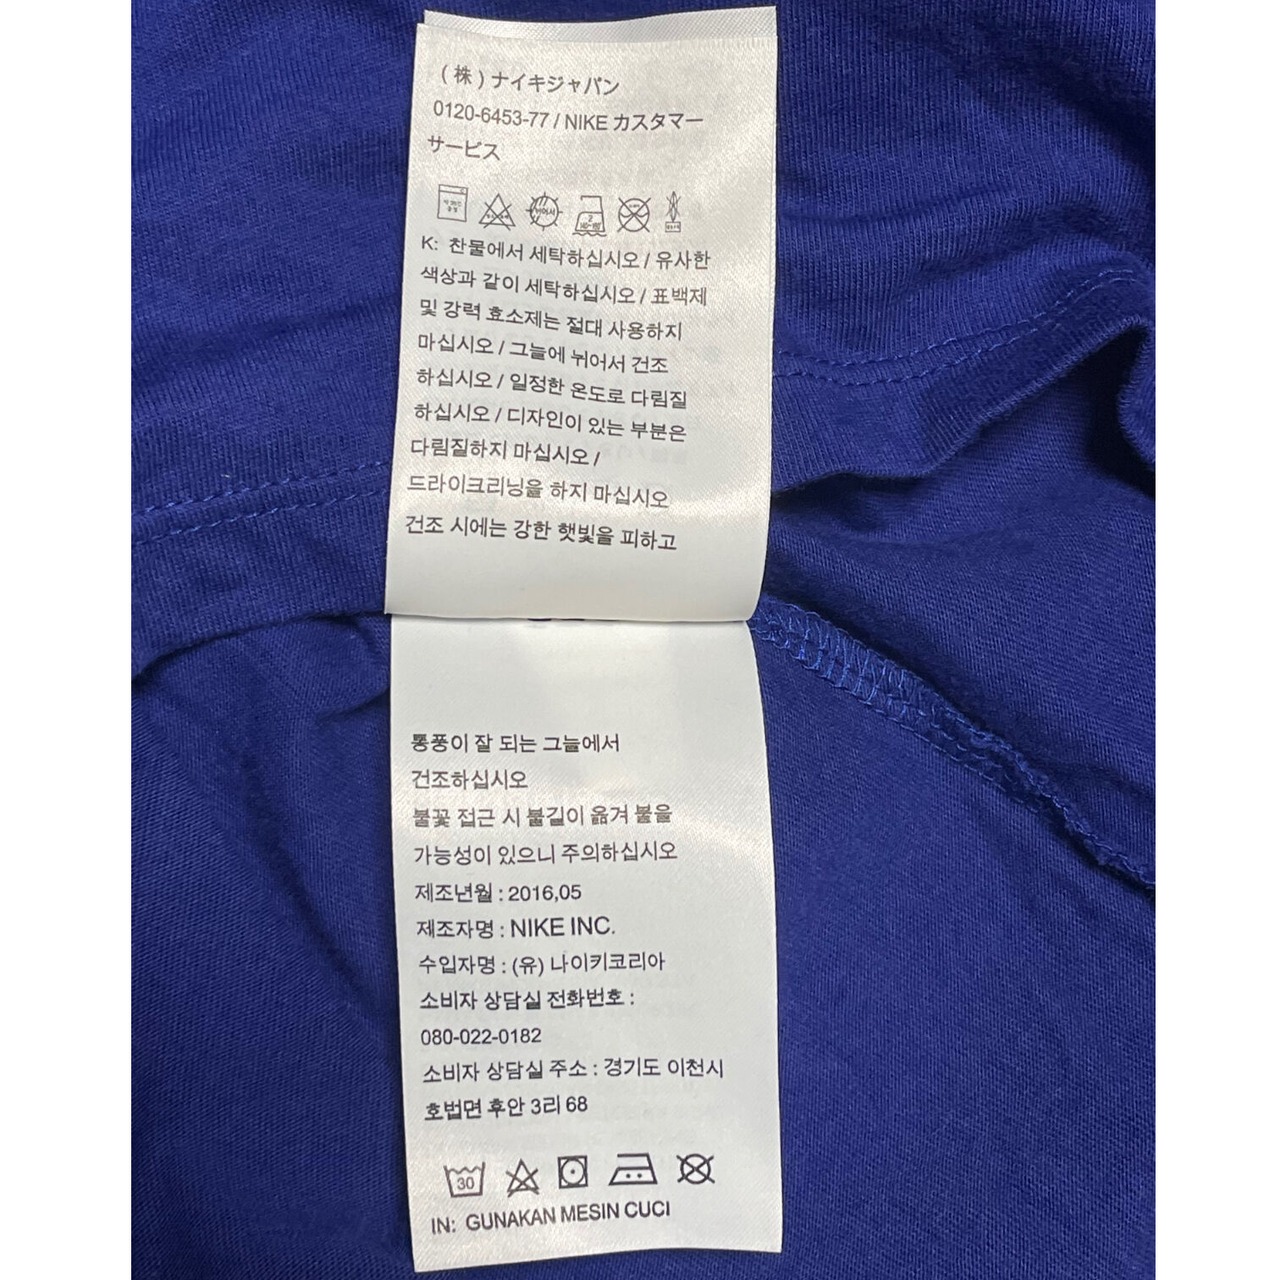 (株)ナイキジャパン
0120-6453-77 / NIKE カスタマー
サービス
K: 찬물에서 세탁하십시오 / 유사한
색상과 같이 세탁하십시오 / 표백제
및 강력 효소제는 절대 사용하지
마십시오 / 그늘에 뉘어서 건조
하십시오 / 일정한 온도로 다림질
하십시오 / 디자인이 있는 부분은
다림질하지 마십시오 /
드라이크리닝을 하지 마십시오
건조 시에는 강한 햇빛을 피하고
통풍이 잘 되는 그늘에서
건조하십시오
불꽃 접근 시 불길이 옮겨 붙을
가능성이 있으니 주의하십시오
제조년월 : 2016,05
제조자명 : NIKE INC.
수입자명 : (유) 나이키코리아
소비자 상담실 전화번호 :
080-022-0182
소비자 상담실 주소 : 경기도 이천시
호법면 후안 3리 68
30
IN: GUNAKAN MESIN CUCI